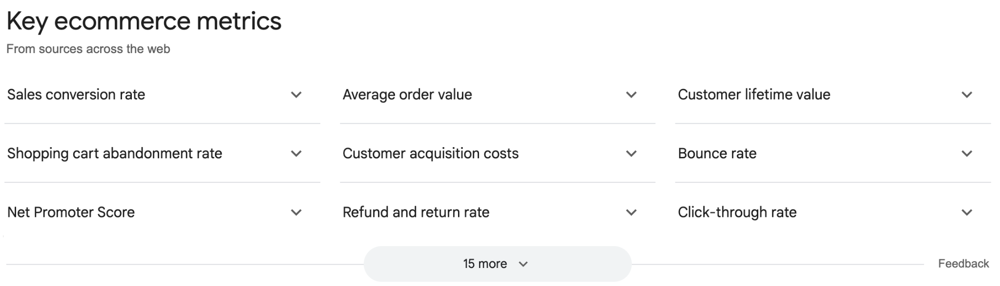 Key ecommerce metrics
From sources across the web
Sales conversion rate
Average order value
Customer lifetime value
Shopping cart abandonment rate
Customer acquisition costs
Bounce rate
Net Promoter Score
Refund and return rate
Click-through rate
15 more
Feedback